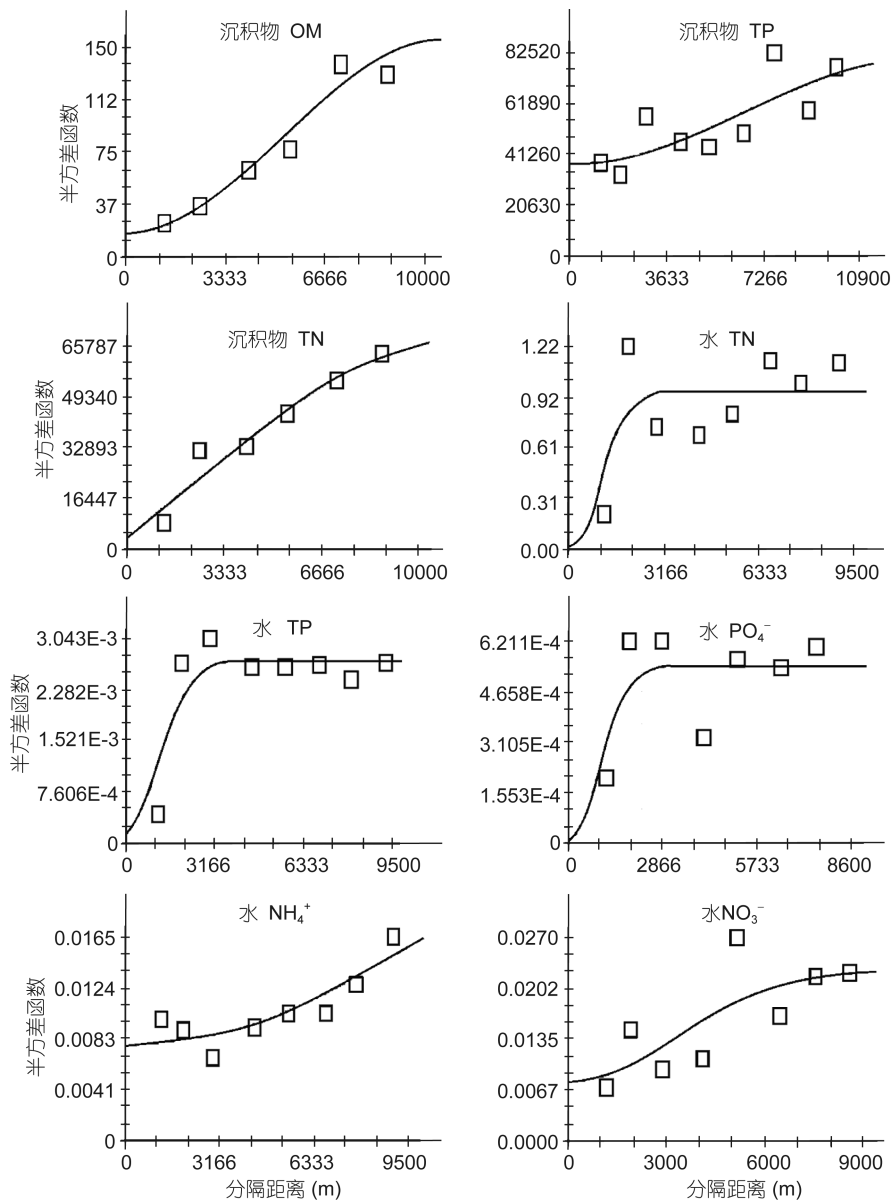 沉积物 OM
150
112
75
37
0
半方差函数
0 3333 6666 10000
沉积物 TP
82520
61890
41260
20630
0
0 3633 7266 10900
沉积物 TN
65787
49340
32893
16447
0
半方差函数
0 3333 6666 10000
水 TN
1.22
0.92
0.61
0.31
0.00
0 3166 6333 9500
水 TP
3.043E-3
2.282E-3
1.521E-3
7.606E-4
0
半方差函数
0 3166 6333 9500
水 PO₄⁻
6.211E-4
4.658E-4
3.105E-4
1.553E-4
0
0 2866 5733 8600
水 NH₄⁺
0.0165
0.0124
0.0083
0.0041
0
半方差函数
0 3166 6333 9500
分隔距离 (m)
水NO₃⁻
0.0270
0.0202
0.0135
0.0067
0.0000
0 3000 6000 9000
分隔距离 (m)